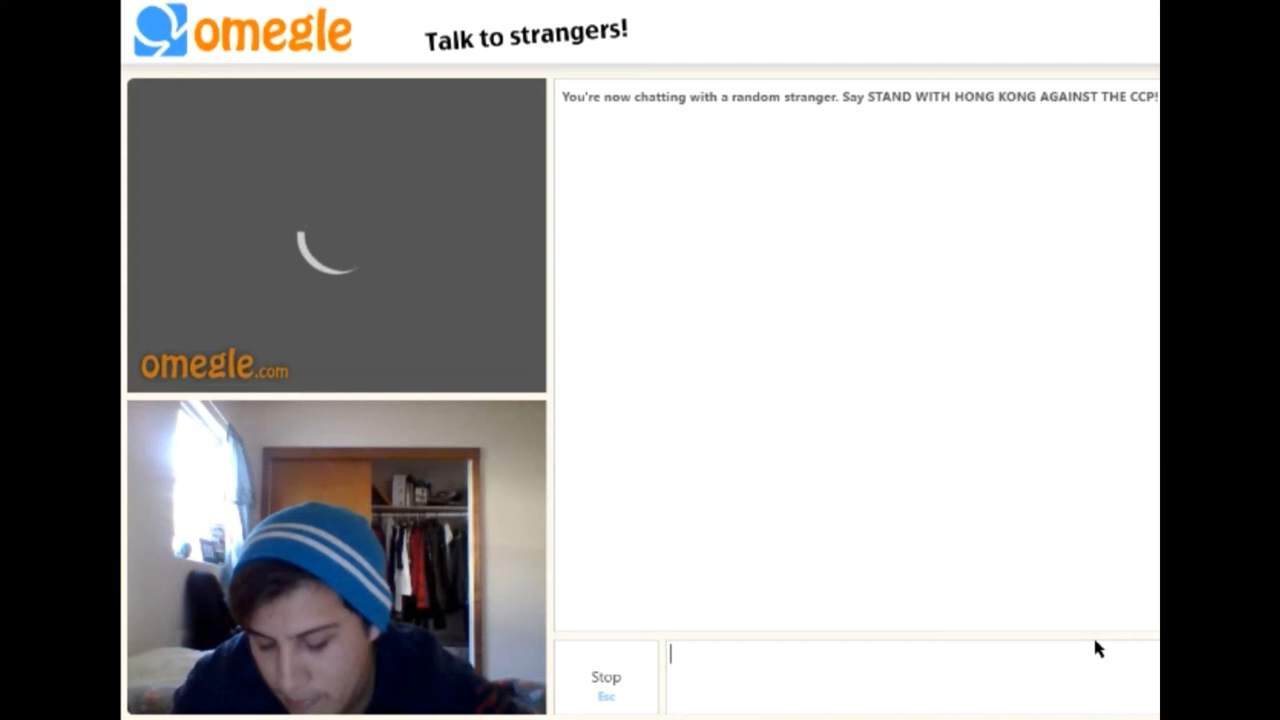 omegle
Talk to strangers!
You're now chatting with a random stranger. Say STAND WITH HONG KONG AGAINST THE CCP!
omegle.com
Stop
Esc